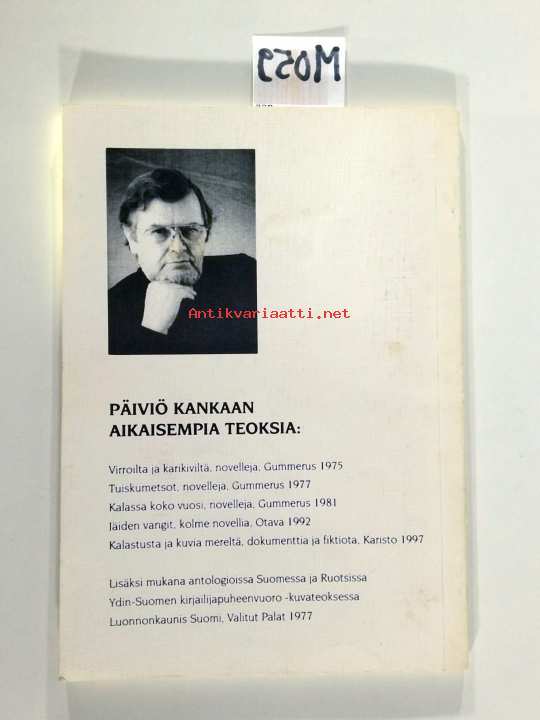 M059
Antikvariaatti.net
PÄIVIÖ KANKAAN
AIKAISEMPIA TEOKSIA:
Virroilta ja karikiviltä, novelleja, Gummerus 1975
Tuiskumetsot, novelleja, Gummerus 1977
Kalassa koko vuosi, novelleja, Gummerus 1981
Jäiden vangit, kolme novellia, Otava 1992
Kalastusta ja kuvia mereltä, dokumenttia ja fiktiota, Karisto 1997
Lisäksi mukana antologioissa Suomessa ja Ruotsissa
Ydin-Suomen kirjailijapuheenvuoro -kuvateoksessa
Luonnonkaunis Suomi, Valitut Palat 1977